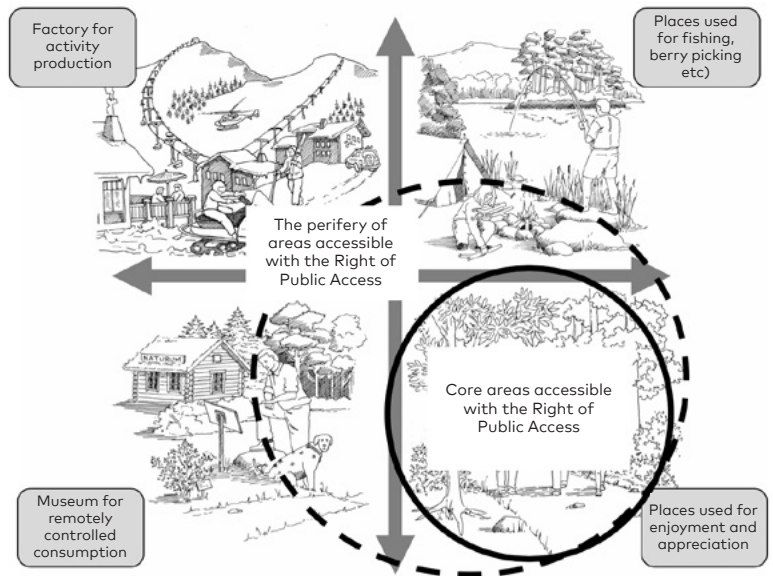 Factory for
activity
production
Places used
for fishing,
berry picking
etc)
The perifery of
areas accessible
with the Right of
Public Access
NATURUM
Core areas accessible
with the Right of
Public Access
Museum for
remotely
controlled
consumption
Places used for
enjoyment and
appreciation